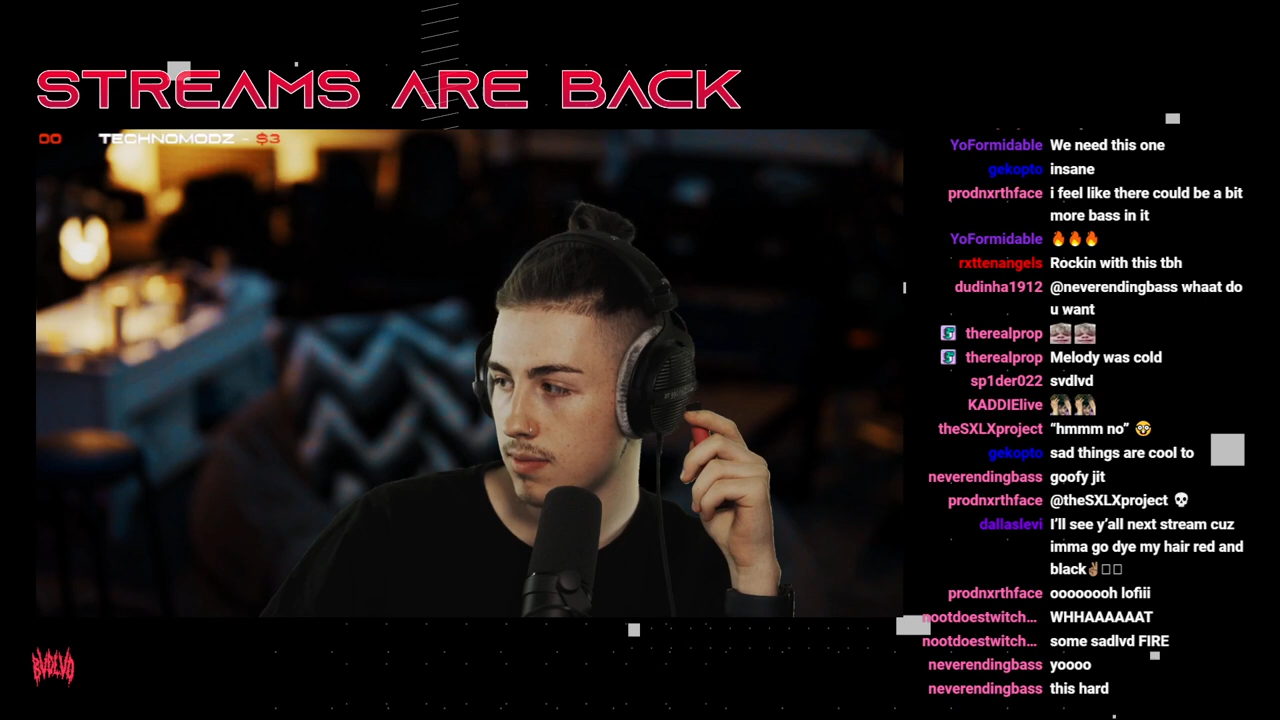 STREAMS ARE BACK
00 TECHNOMODZ - $3
YoFormidable We need this one
gekopto insane
prodnxrthface i feel like there could be a bit
more bass in it
YoFormidable 🔥🔥🔥
rxttenangels Rockin with this tbh
dudinha1912 @neverendingbass whaat do
u want
therealprop
therealprop Melody was cold
sp1der022 svdlvd
KADDIElive
theSXLXproject “hmmm no” 🥸
gekopto sad things are cool to
neverendingbass goofy jit
prodnxrthface @theSXLXproject 💀
dallaslevi I’ll see y’all next stream cuz
imma go dye my hair red and
black✌🏽
prodnxrthface oooooooh lofiii
nootdoestwitch... WHHAAAAAAT
nootdoestwitch... some sadlvd FIRE
neverendingbass yoooo
neverendingbass this hard
BVDLVD